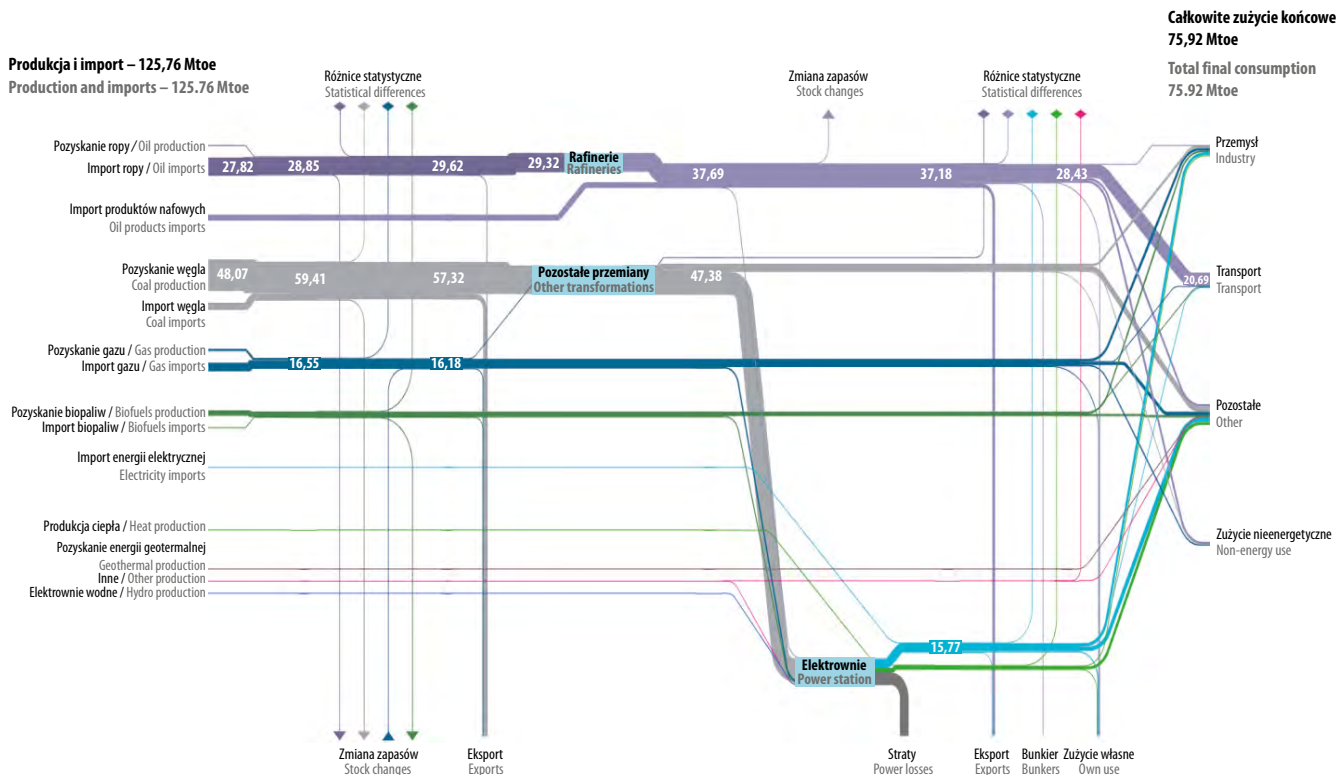 Całkowite zużycie końcowe
75,92 Mtoe
Total final consumption
75.92 Mtoe
Produkcja i import – 125,76 Mtoe
Production and imports – 125.76 Mtoe
Różnice statystyczne
Statistical differences
Zmiana zapasów
Stock changes
Różnice statystyczne
Statistical differences
Pozyskanie ropy / Oil production
Import ropy / Oil imports
27,82
28,85
29,62
29,32
Rafinerie
Rafineries
37,69
37,18
28,43
Przemysł
Industry
Import produktów nafowych
Oil products imports
Pozyskanie węgla
Coal production
48,07
59,41
57,32
Pozostałe przemiany
Other transformations
47,38
Transport
Transport
20,69
Import węgla
Coal imports
Pozyskanie gazu / Gas production
Import gazu / Gas imports
16,55
16,18
Pozyskanie biopaliw / Biofuels production
Import biopaliw / Biofuels imports
Pozostałe
Other
Import energii elektrycznej
Electricity imports
Produkcja ciepła / Heat production
Pozyskanie energii geotermalnej
Geothermal production
Inne / Other production
Elektrownie wodne / Hydro production
Zużycie nieenergetyczne
Non-energy use
15,77
Elektrownie
Power station
Zmiana zapasów
Stock changes
Eksport
Exports
Straty
Power losses
Eksport
Exports
Bunkier
Bunkers
Zużycie własne
Own use